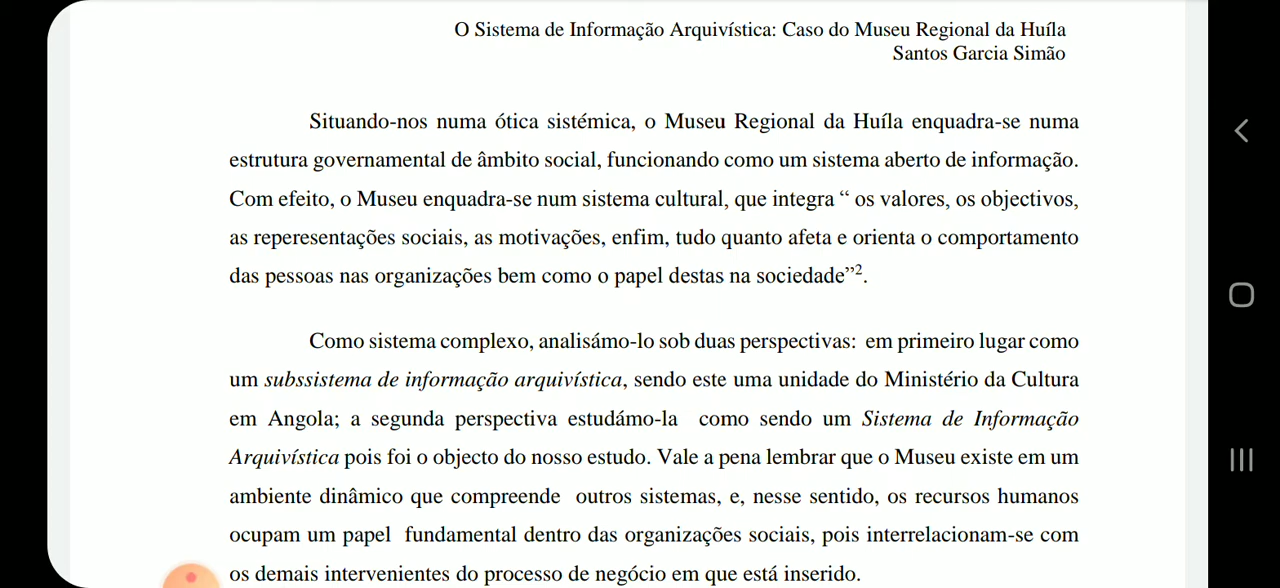 O Sistema de Informação Arquivística: Caso do Museu Regional da Huíla
Santos Garcia Simão
Situando-nos numa ótica sistémica, o Museu Regional da Huíla enquadra-se numa
estrutura governamental de âmbito social, funcionando como um sistema aberto de informação.
Com efeito, o Museu enquadra-se num sistema cultural, que integra “ os valores, os objectivos,
as reperesentações sociais, as motivações, enfim, tudo quanto afeta e orienta o comportamento
das pessoas nas organizações bem como o papel destas na sociedade”².
Como sistema complexo, analisámo-lo sob duas perspectivas: em primeiro lugar como
um subssistema de informação arquivística, sendo este uma unidade do Ministério da Cultura
em Angola; a segunda perspectiva estudámo-la como sendo um Sistema de Informação
Arquivística pois foi o objecto do nosso estudo. Vale a pena lembrar que o Museu existe em um
ambiente dinâmico que compreende outros sistemas, e, nesse sentido, os recursos humanos
ocupam um papel fundamental dentro das organizações sociais, pois interrelacionam-se com
os demais intervenientes do processo de negócio em que está inserido.